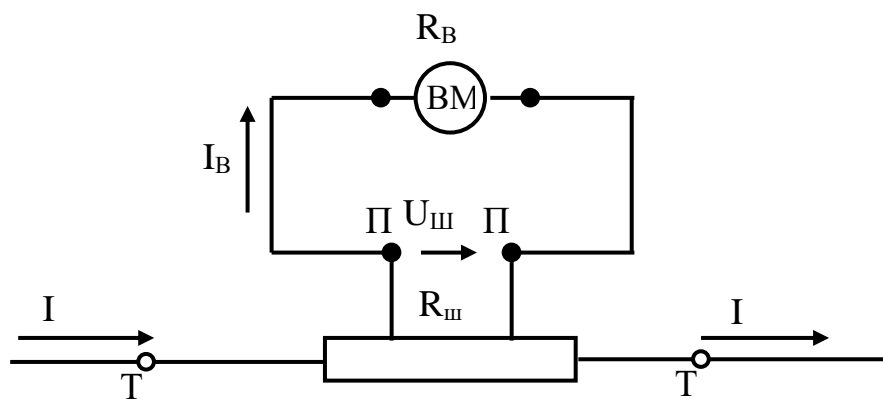 R_В
ВМ
I_В
П U_Ш П
I R_ш I
Т Т